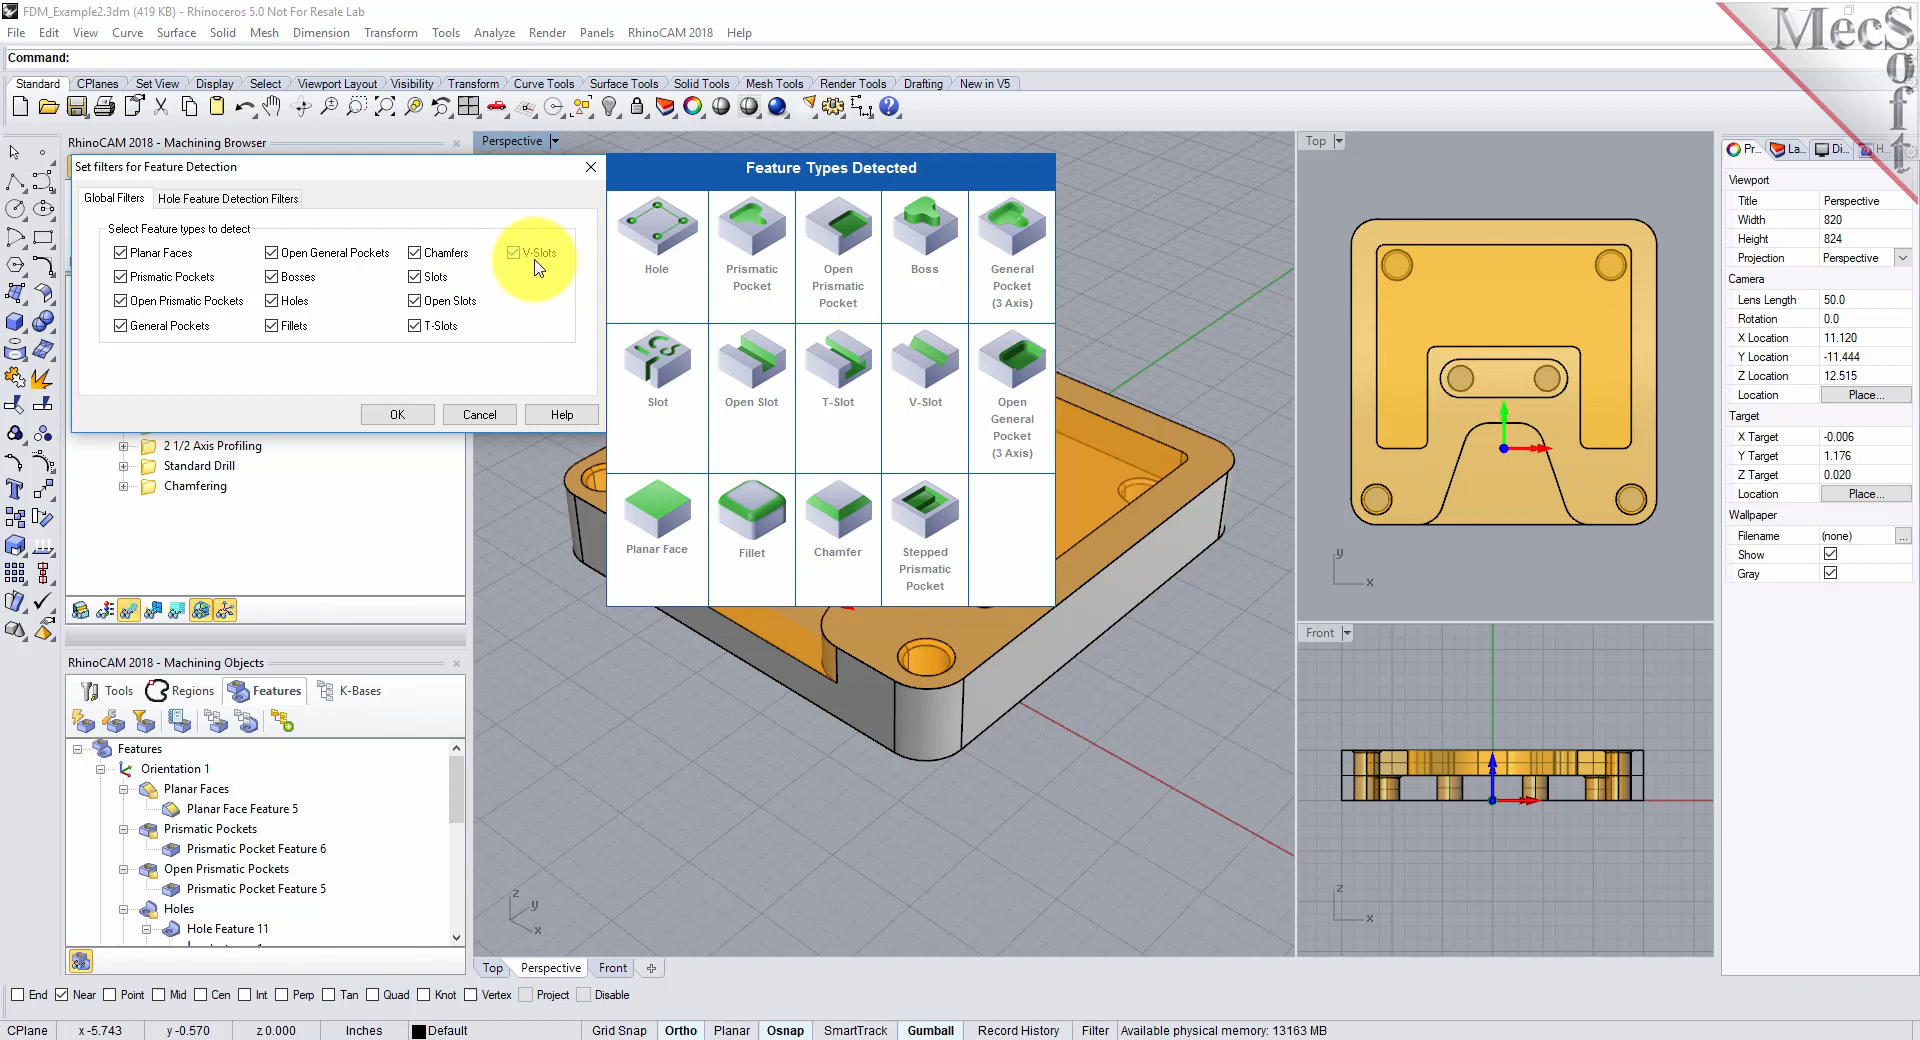 FDM_Example2.3dm (419 KB) - Rhinoceros 5.0 Not For Resale Lab
File Edit View Curve Surface Solid Mesh Dimension Transform Tools Analyze Render Panels RhinoCAM 2018 Help
Command:
Standard CPlanes Set View Display Select Viewport Layout Visibility Transform Curve Tools Surface Tools Solid Tools Mesh Tools Render Tools Drafting New in V5
MecSoft
RhinoCAM 2018 - Machining Browser
Set filters for Feature Detection
Global Filters Hole Feature Detection Filters
Select Feature types to detect
Planar Faces Open General Pockets Chamfers V-Slots
Prismatic Pockets Bosses Slots
Open Prismatic Pockets Holes Open Slots
General Pockets Fillets T-Slots
OK Cancel Help
2 1/2 Axis Profiling
Standard Drill
Chamfering
RhinoCAM 2018 - Machining Objects
Tools Regions Features K-Bases
Features
Orientation 1
Planar Faces
Planar Face Feature 5
Prismatic Pockets
Prismatic Pocket Feature 6
Open Prismatic Pockets
Prismatic Pocket Feature 5
Holes
Hole Feature 11
Perspective
Feature Types Detected
Hole
Prismatic
Pocket
Open
Prismatic
Pocket
Boss
General
Pocket
(3 Axis)
Slot
Open Slot
T-Slot
V-Slot
Open
General
Pocket
(3 Axis)
Planar Face
Fillet
Chamfer
Stepped
Prismatic
Pocket
z
y
x
Top
y
x
Front
z
x
Pr... La... Di... H...
Viewport
Title Perspective
Width 820
Height 824
Projection Perspective
Camera
Lens Length 50.0
Rotation 0.0
X Location 11.120
Y Location -11.444
Z Location 12.515
Location Place...
Target
X Target -0.006
Y Target 1.176
Z Target 0.020
Location Place...
Wallpaper
Filename (none) ...
Show
Gray
Top Perspective Front
End Near Point Mid Cen Int Perp Tan Quad Knot Vertex Project Disable
CPlane x -5.743 y -0.570 z 0.000 Inches Default Grid Snap Ortho Planar Osnap SmartTrack Gumball Record History Filter Available physical memory: 13163 MB